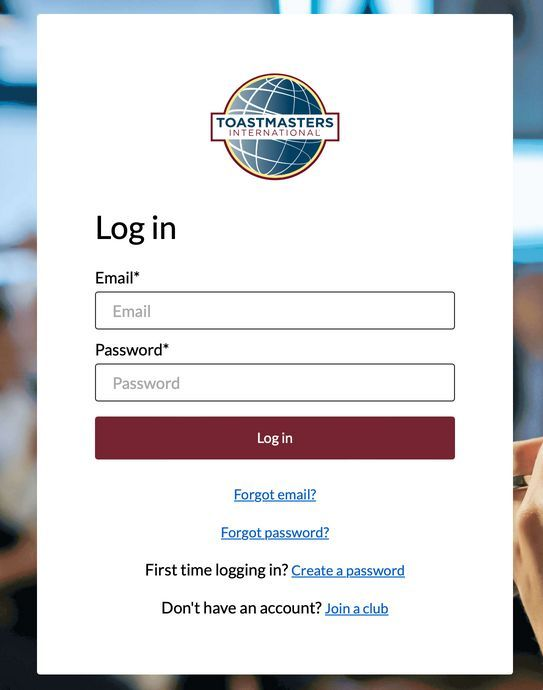 TOASTMASTERS
INTERNATIONAL
Log in
Email*
Email
Password*
Password
Log in
Forgot email?
Forgot password?
First time logging in? Create a password
Don't have an account? Join a club